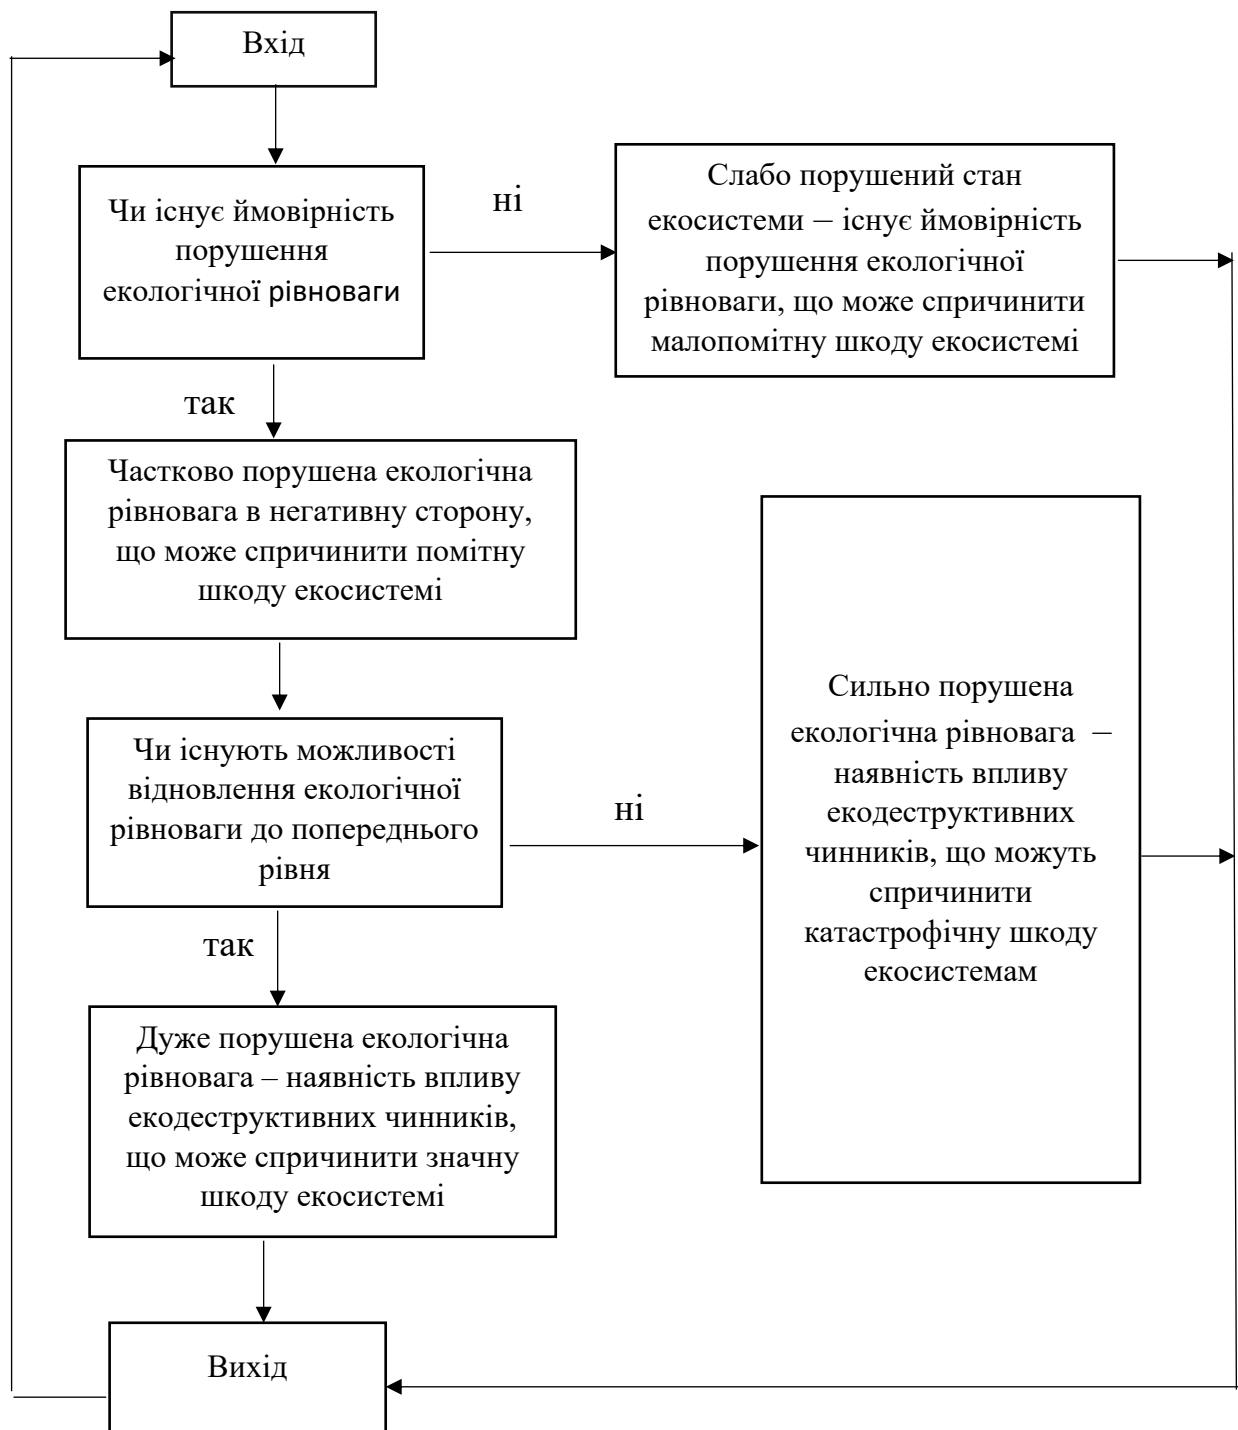 Вхід
Чи існує ймовірність
порушення
екологічної рівноваги
ні
Слабо порушений стан
екосистеми – існує ймовірність
порушення екологічної
рівноваги, що може спричинити
малопомітну шкоду екосистемі
так
Частково порушена екологічна
рівновага в негативну сторону,
що може спричинити помітну
шкоду екосистемі
Чи існують можливості
відновлення екологічної
рівноваги до попереднього
рівня
ні
Сильно порушена
екологічна рівновага –
наявність впливу
екодеструктивних
чинників, що можуть
спричинити
катастрофічну шкоду
екосистемам
так
Дуже порушена екологічна
рівновага – наявність впливу
екодеструктивних чинників,
що може спричинити значну
шкоду екосистемі
Вихід